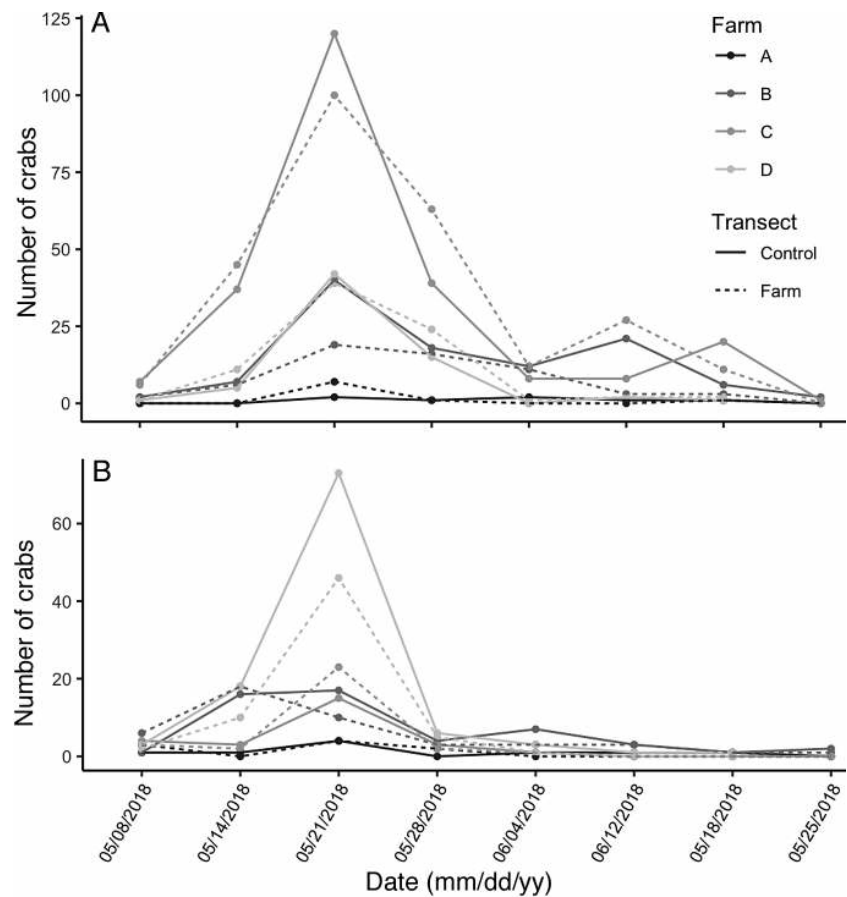 A
125
100
75
50
25
0
Number of crabs
Farm
A
B
C
D
Transect
Control
Farm
B
60
40
20
0
Number of crabs
05/08/2018
05/14/2018
05/21/2018
05/28/2018
06/04/2018
06/12/2018
05/18/2018
05/25/2018
Date (mm/dd/yy)